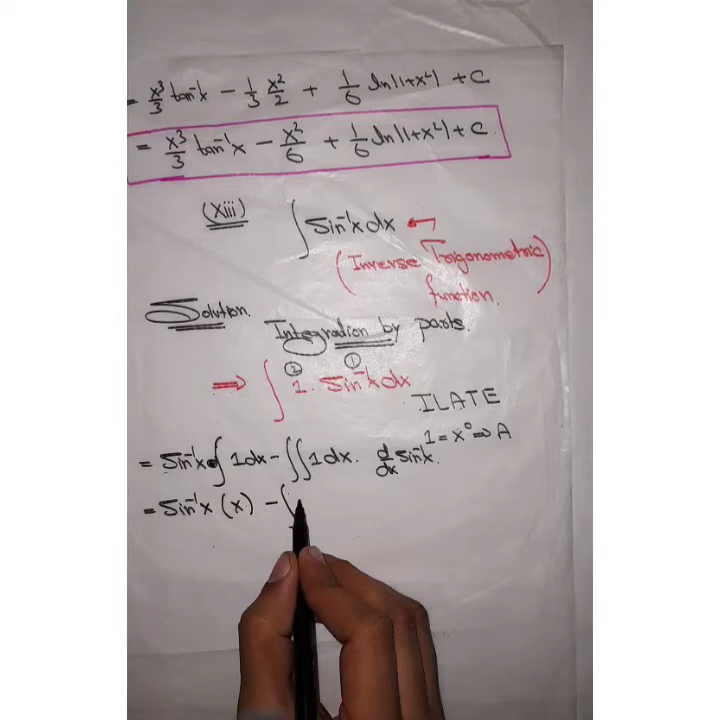 = x³/3 tan⁻¹x − 1/3 x²/2 + 1/6 ln|1+x²| + C
= x³/3 tan⁻¹x − x²/6 + 1/6 ln|1+x²| + C
(xiii) ∫ Sin⁻¹x dx ←
(Inverse Trigonometric
function.)
Solution.
Integration by parts.
② ①
⇒ ∫ 1. Sin⁻¹x dx
ILATE
1 = x⁰ ⇒ A
= Sin⁻¹x ∫ 1dx − ∫∫ 1dx. d/dx Sin⁻¹x.
= Sin⁻¹x (x) − ∫